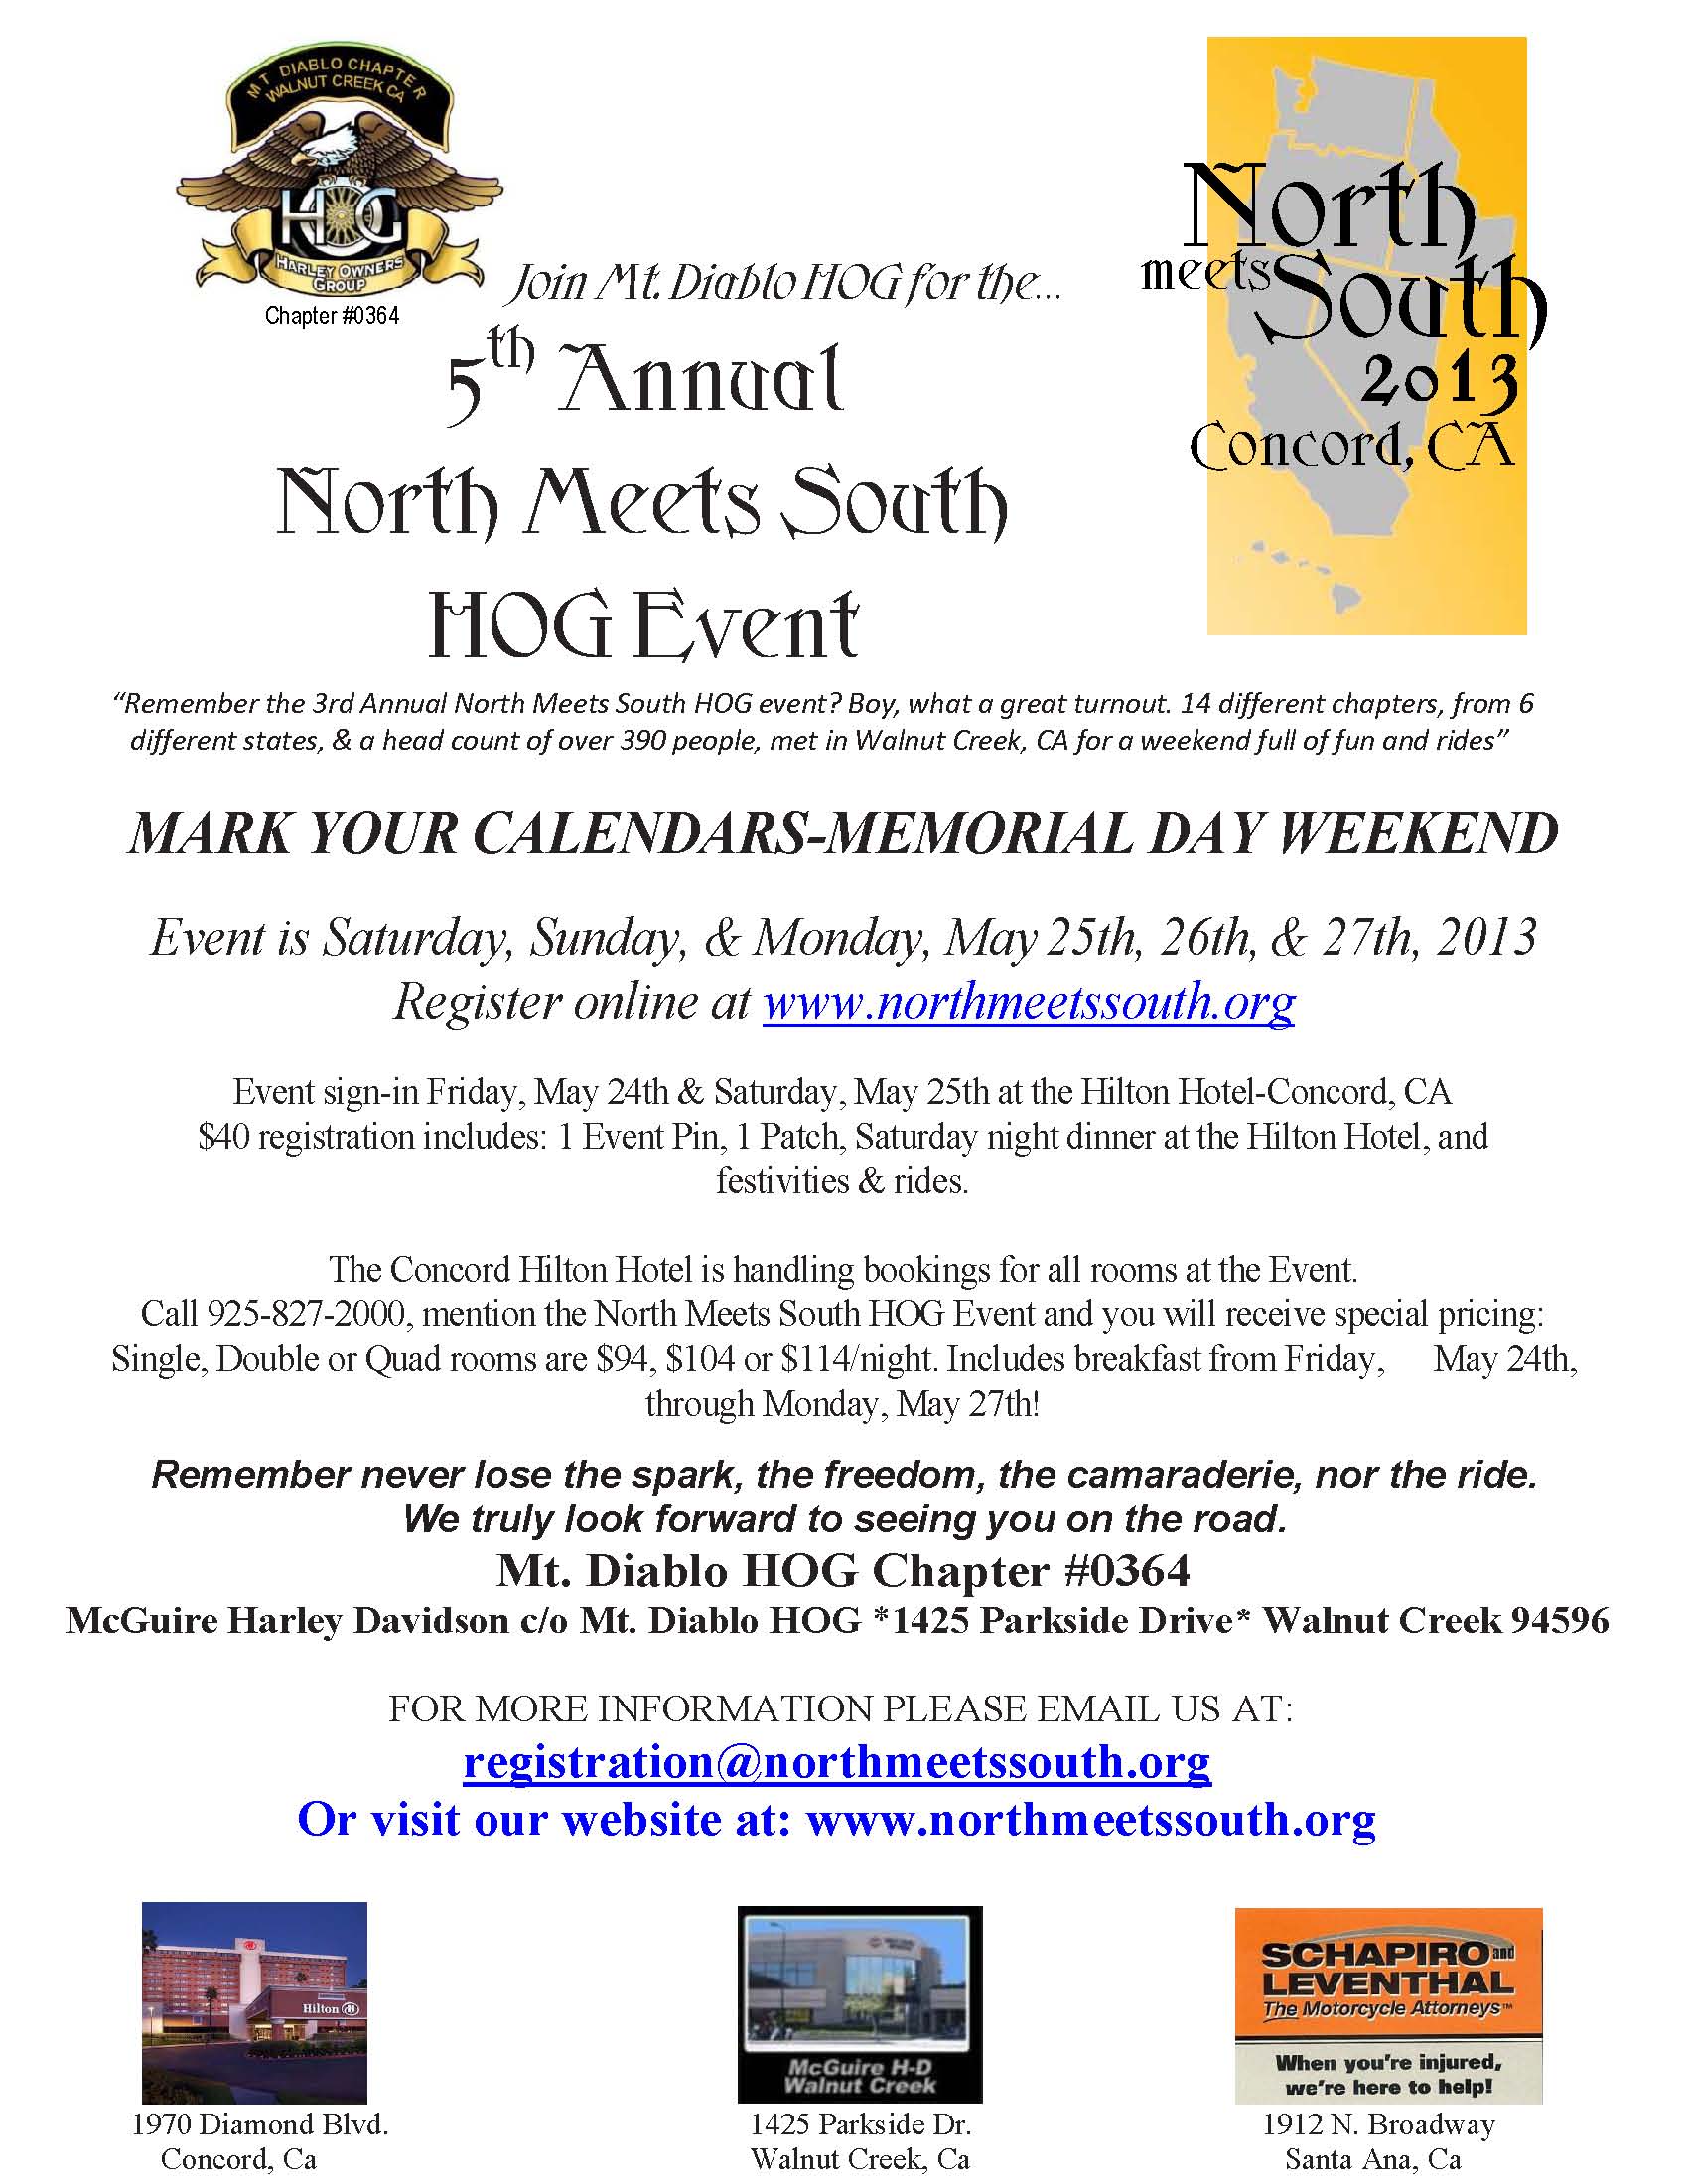 MT DIABLO CHAPTER
WALNUT CREEK CA
HOG
HARLEY OWNERS
GROUP
Chapter #0364
North
meets South
2013
Concord, CA
Join Mt. Diablo HOG for the...
5th Annual
North Meets South
HOG Event
“Remember the 3rd Annual North Meets South HOG event? Boy, what a great turnout. 14 different chapters, from 6
different states, & a head count of over 390 people, met in Walnut Creek, CA for a weekend full of fun and rides”
MARK YOUR CALENDARS-MEMORIAL DAY WEEKEND
Event is Saturday, Sunday, & Monday, May 25th, 26th, & 27th, 2013
Register online at www.northmeetssouth.org
Event sign-in Friday, May 24th & Saturday, May 25th at the Hilton Hotel-Concord, CA
$40 registration includes: 1 Event Pin, 1 Patch, Saturday night dinner at the Hilton Hotel, and
festivities & rides.
The Concord Hilton Hotel is handling bookings for all rooms at the Event.
Call 925-827-2000, mention the North Meets South HOG Event and you will receive special pricing:
Single, Double or Quad rooms are $94, $104 or $114/night. Includes breakfast from Friday, May 24th,
through Monday, May 27th!
Remember never lose the spark, the freedom, the camaraderie, nor the ride.
We truly look forward to seeing you on the road.
Mt. Diablo HOG Chapter #0364
McGuire Harley Davidson c/o Mt. Diablo HOG *1425 Parkside Drive* Walnut Creek 94596
FOR MORE INFORMATION PLEASE EMAIL US AT:
registration@northmeetssouth.org
Or visit our website at: www.northmeetssouth.org
Hilton
1970 Diamond Blvd.
Concord, Ca
McGuire H-D
Walnut Creek
1425 Parkside Dr.
Walnut Creek, Ca
SCHAPIRO and
LEVENTHAL
The Motorcycle Attorneys™
When you're injured,
we're here to help!
1912 N. Broadway
Santa Ana, Ca